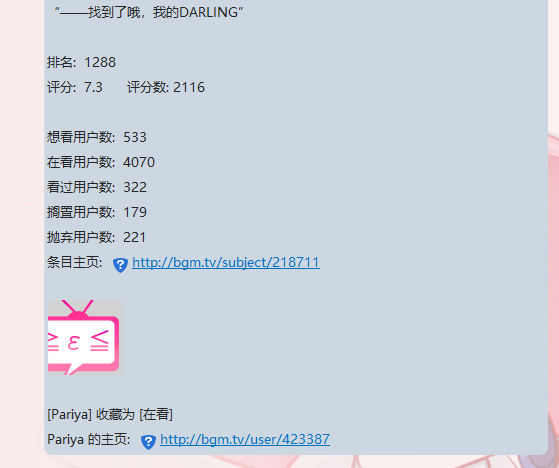 “——找到了哦，我的DARLING”
排名: 1288
评分: 7.3 评分数: 2116
想看用户数: 533
在看用户数: 4070
看过用户数: 322
搁置用户数: 179
抛弃用户数: 221
条目主页: http://bgm.tv/subject/218711
≧ ε ≦
[Pariya] 收藏为 [在看]
Pariya 的主页: http://bgm.tv/user/423387